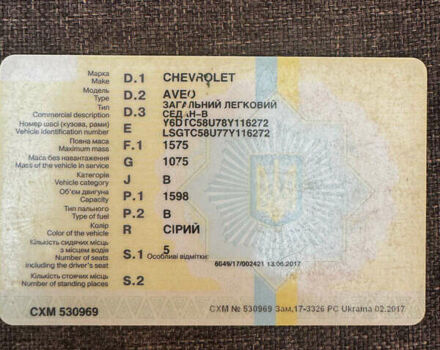 Марка
Make D.1 CHEVROLET
Модель
Type D.2 AVEO
Тип ЗАГАЛЬНИЙ ЛЕГКОВИЙ
Commercial description D.3 СЕДАН-В
Номер шасі (кузова, рами) Y6DTC58U78Y116272
Vehicle identification number E LSGTC58U77Y116272
Повна маса
Maximum mass F.1 1575
Маса без навантаження
Mass of the vehicle in service G 1075
Категорія
Vehicle category J B
Об'єм двигуна
Capacity P.1 1598
Тип пального
Type of fuel P.2 B
Колір
Color of the vehicle R СІРИЙ
Кількість сидячих місць
з місцем водія 5
Number of seats S.1 Особливі відмітки:
including the driver's seat 6049/17/002421 13.06.2017
Кількість стоячих місць
Number of standing places S.2
СХМ 530969
СХМ № 530969 Зам.17-3326 PC Ukraina 02.2017